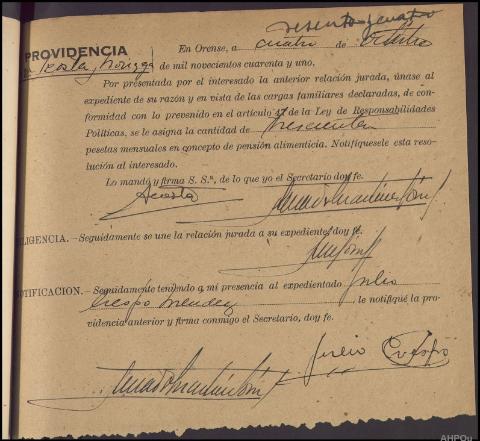 PROVIDENCIA En Orense, a cuatro de Octubre
Acosta de mil novecientos cuarenta y uno.
Por presentada por el interesado la anterior relación jurada, únase al
expediente de su razón y en vista de las cargas familiares declaradas, de con-
formidad con lo prevenido en el artículo de la Ley de Responsabilidades
Políticas, se le asigna la cantidad de trescientas
pesetas mensuales en concepto de pensión alimenticia. Notifíquesele esta reso-
lución al interesado.
Lo mandó y firma S. S.ª, de lo que yo el Secretario doy fe.
Acosta
LIGENCIA.—Seguidamente se une la relación jurada a su expediente doy fe.
NOTIFICACION.—Seguidamente teniendo a mi presencia al expedientado Julio
Crespo Mendez, le notifiqué la pro-
videncia anterior y firma conmigo el Secretario, doy fe.
Julio Crespo
AHPOu